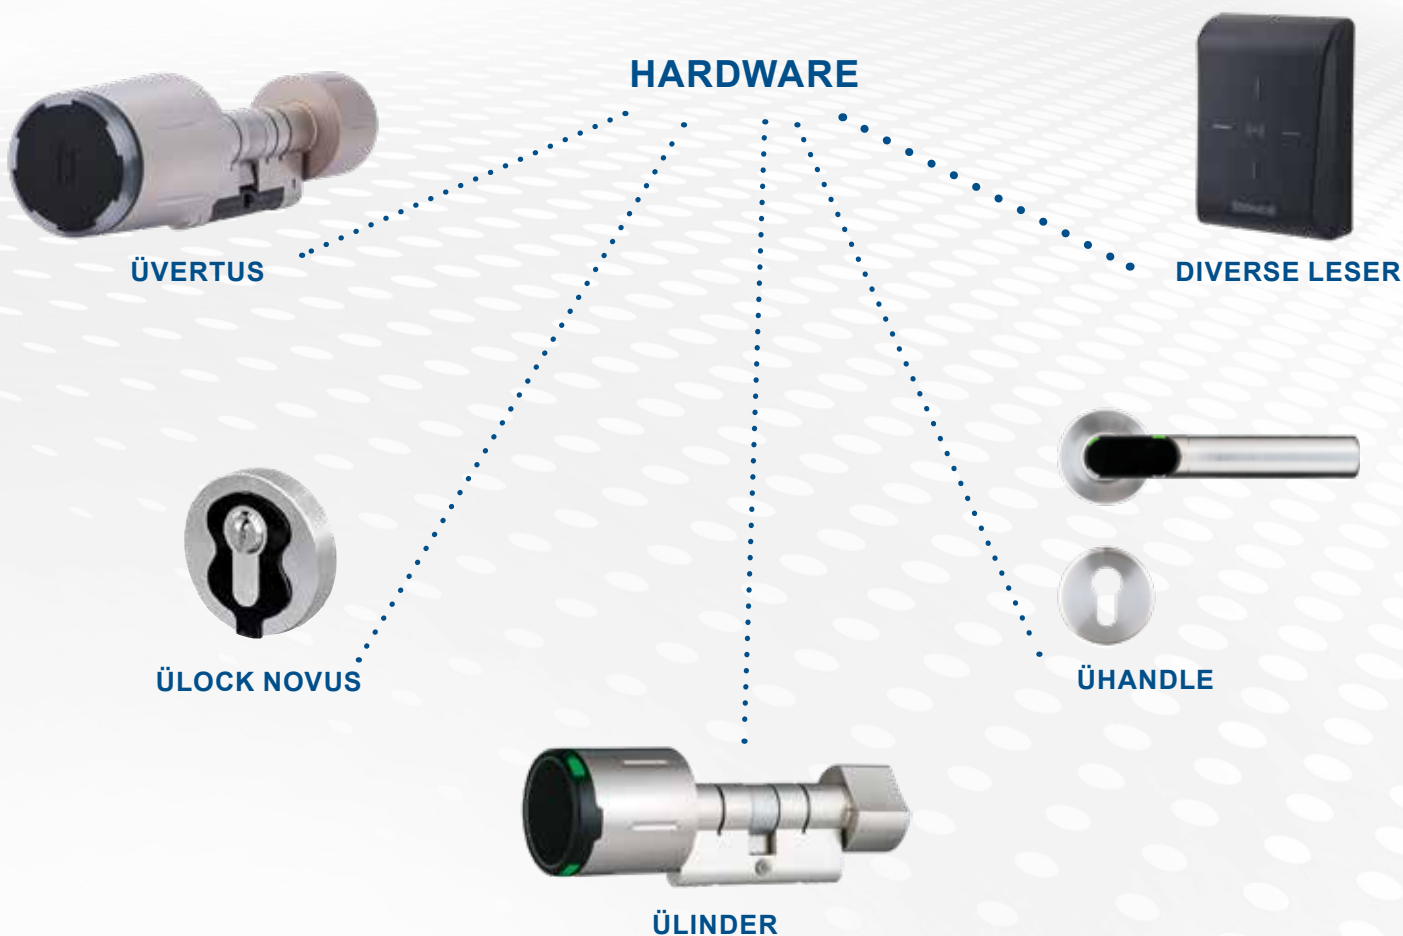 HARDWARE
ÜVERTUS
DIVERSE LESER
ÜLOCK NOVUS
ÜHANDLE
ÜLINDER